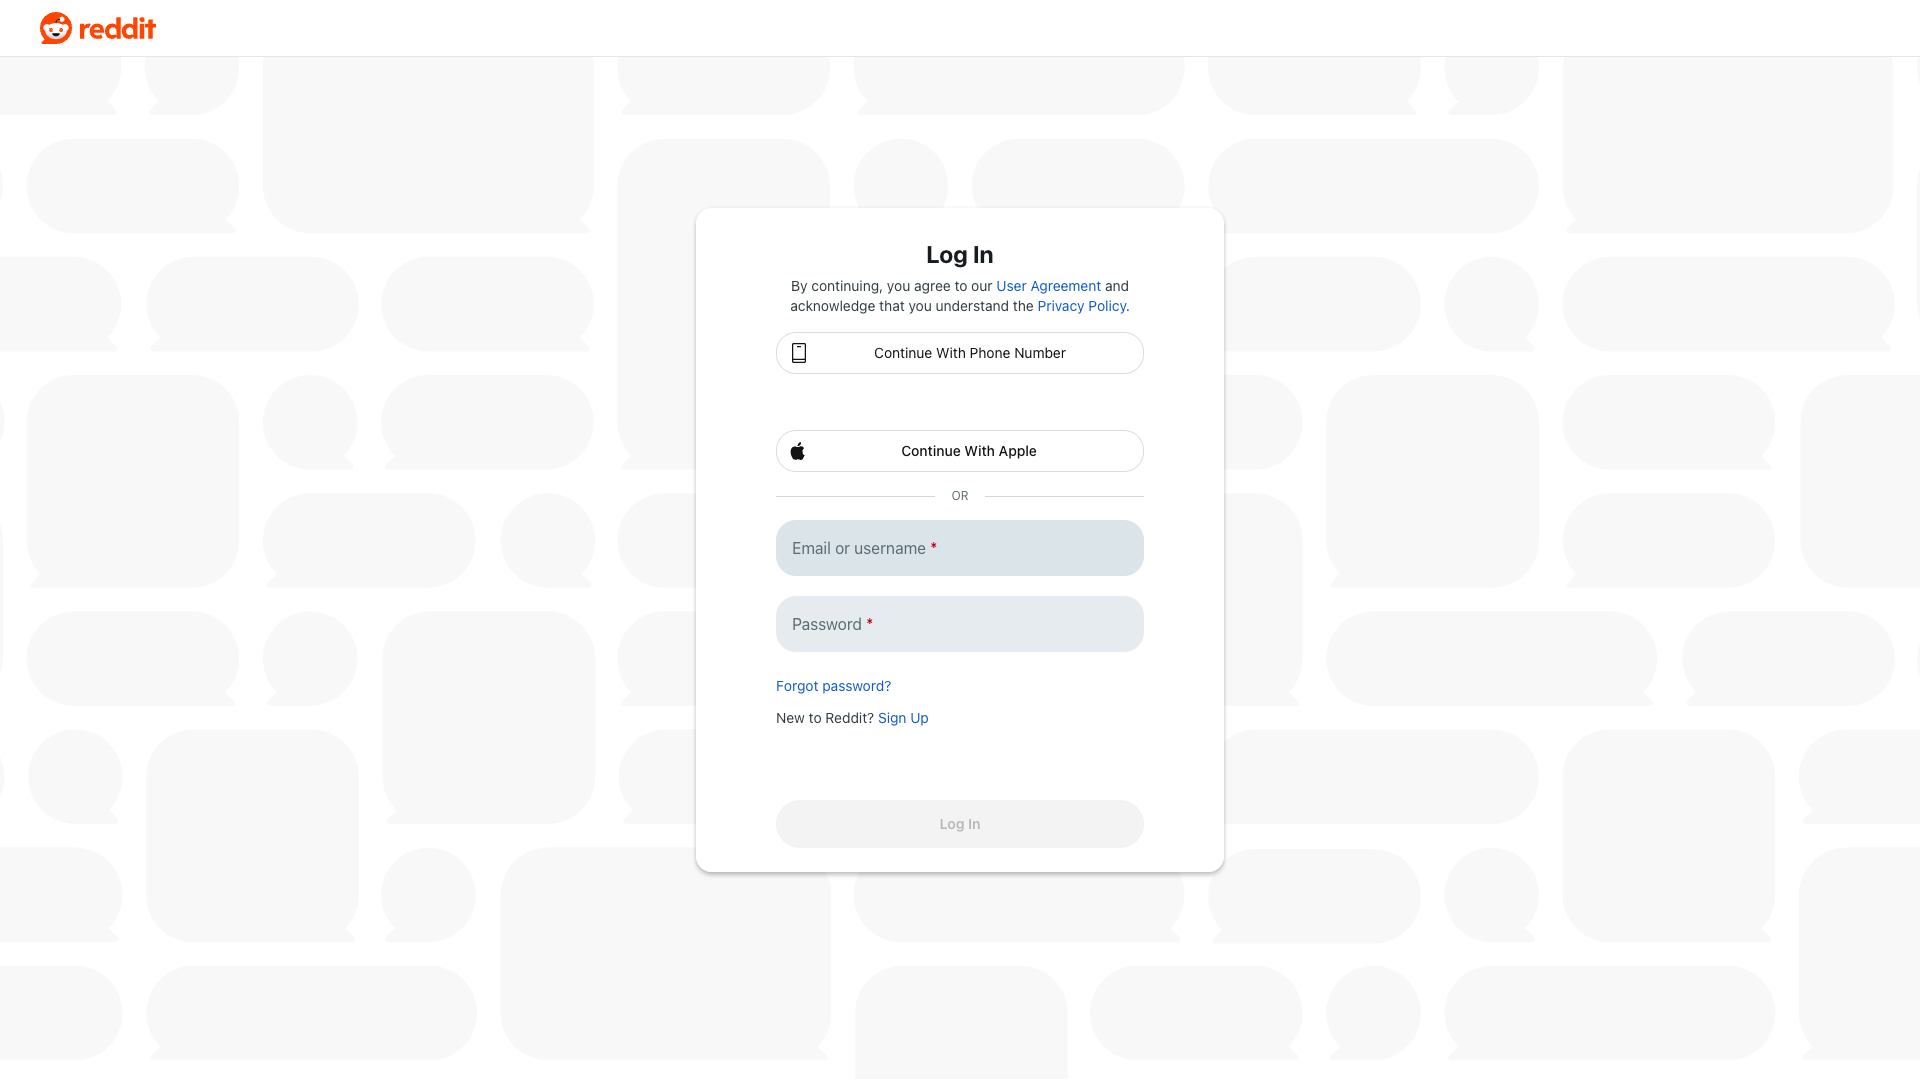 reddit
Log In
By continuing, you agree to our User Agreement and
acknowledge that you understand the Privacy Policy.
Continue With Phone Number
Continue With Apple
OR
Email or username *
Password *
Forgot password?
New to Reddit? Sign Up
Log In